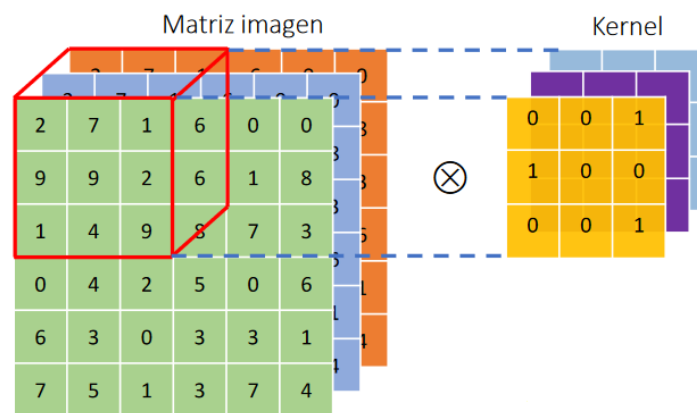 Matriz imagen
Kernel
2 7 1 6 0 0
9 9 2 6 1 8
1 4 9 8 7 3
0 4 2 5 0 6
6 3 0 3 3 1
7 5 1 3 7 4
0 0 1
1 0 0
0 0 1